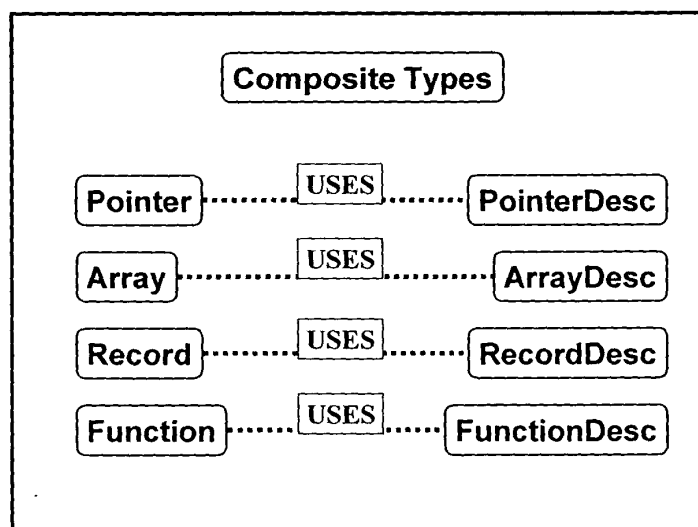 Composite Types
Pointer USES PointerDesc
Array USES ArrayDesc
Record USES RecordDesc
Function USES FunctionDesc